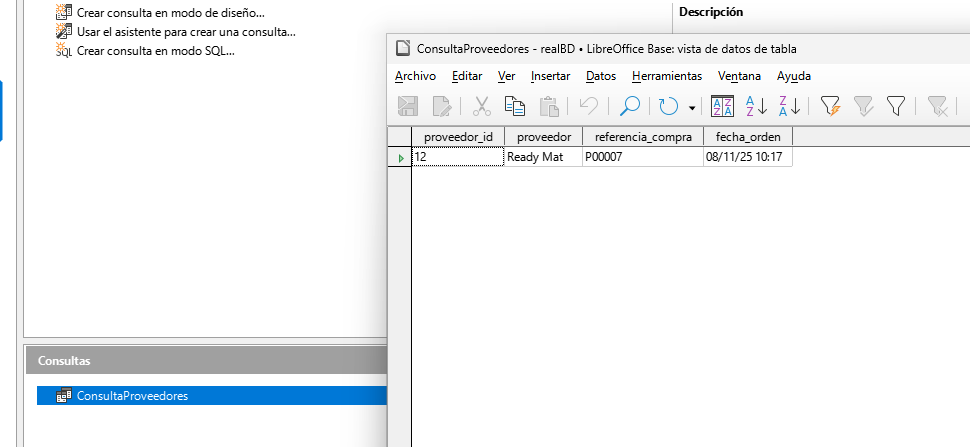 Crear consulta en modo de diseño...
Usar el asistente para crear una consulta...
SQL Crear consulta en modo SQL...
Descripción
ConsultaProveedores - realBD • LibreOffice Base: vista de datos de tabla
Archivo Editar Ver Insertar Datos Herramientas Ventana Ayuda
A Z Z A A Z Z A
proveedor_id proveedor referencia_compra fecha_orden
12 Ready Mat P00007 08/11/25 10:17
Consultas
ConsultaProveedores